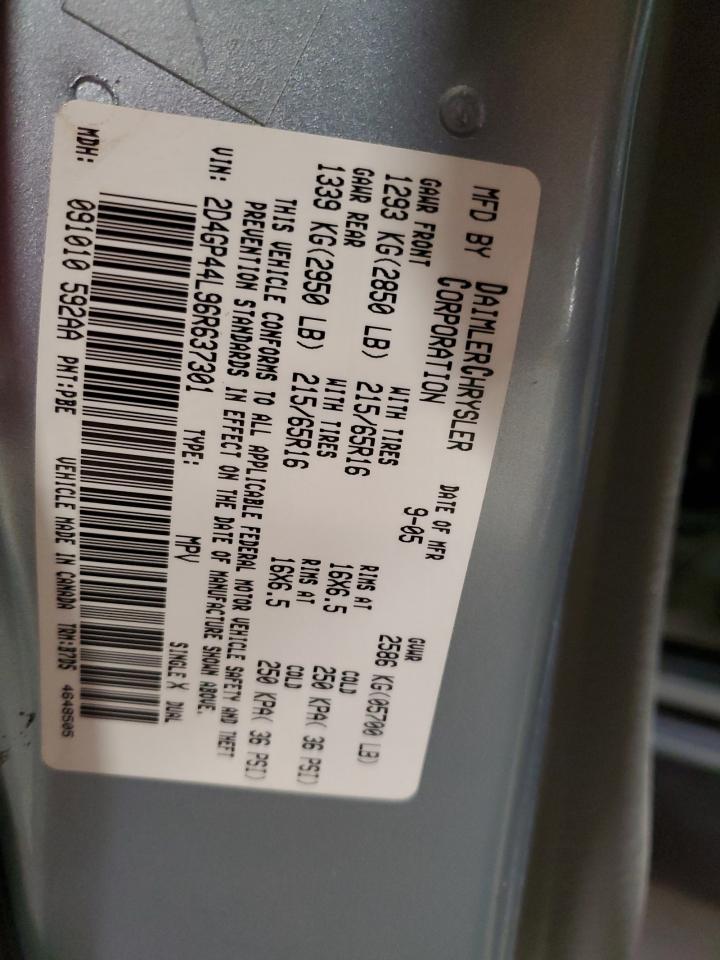 MFD BY DAIMLERCHRYSLER CORPORATION
DATE OF MFR 9-05
GVWR 2586 KG(05700 LB)
GAWR FRONT WITH TIRES RIMS AT COLD
1293 KG(2850 LB) 215/65R16 16X6.5 250 KPA( 36 PSI)
GAWR REAR WITH TIRES RIMS AT COLD
1339 KG(2950 LB) 215/65R16 16X6.5 250 KPA( 36 PSI)
THIS VEHICLE CONFORMS TO ALL APPLICABLE FEDERAL MOTOR VEHICLE SAFETY AND THEFT
PREVENTION STANDARDS IN EFFECT ON THE DATE OF MANUFACTURE SHOWN ABOVE.
VIN: 2D4GP44L96R637301 TYPE: MPV SINGLE X DUAL
MDH: 091010 592AA PNT:PBE VEHICLE MADE IN CANADA TRM:B7D5 4648505